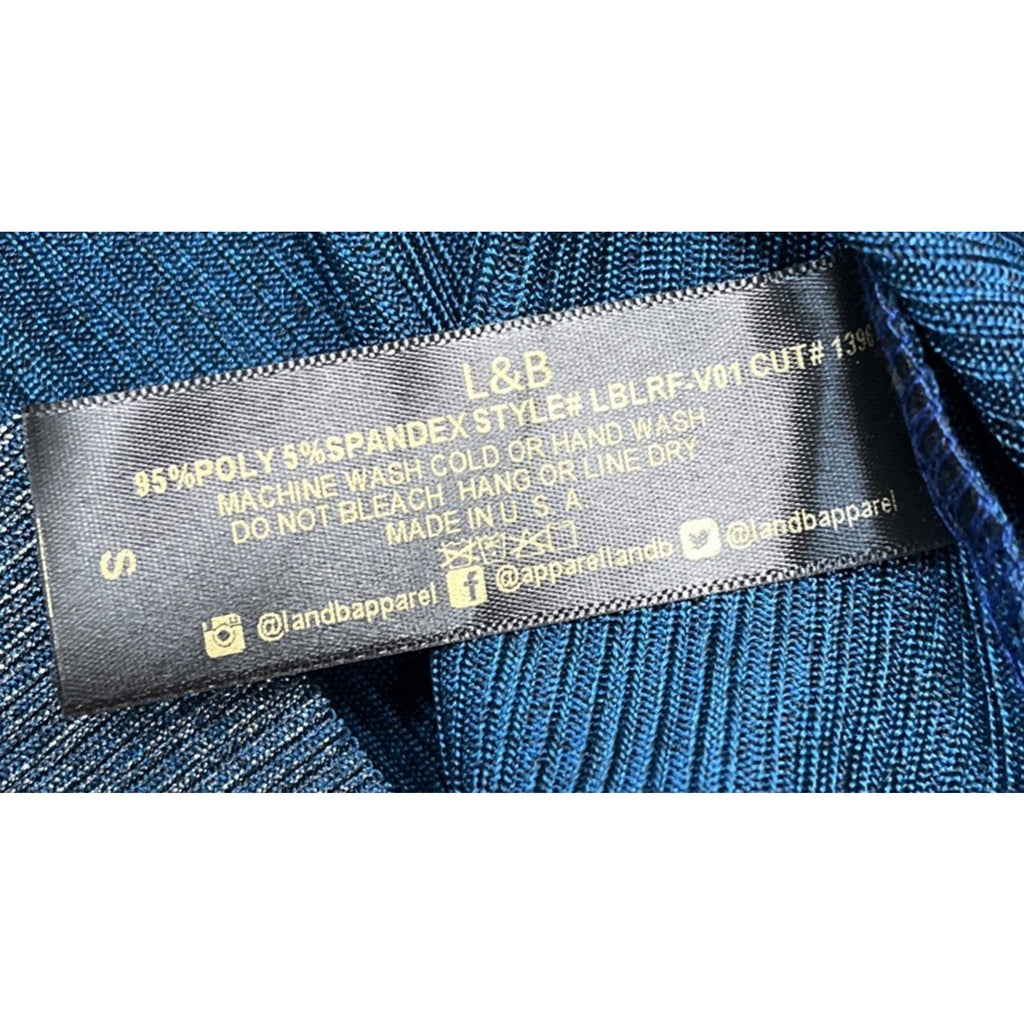 L&B
95%POLY 5%SPANDEX STYLE# LBLRF-V01 CUT# 1396
MACHINE WASH COLD OR HAND WASH
DO NOT BLEACH HANG OR LINE DRY
MADE IN U S A
S
@landbapparel @apparellandb @landbapparel